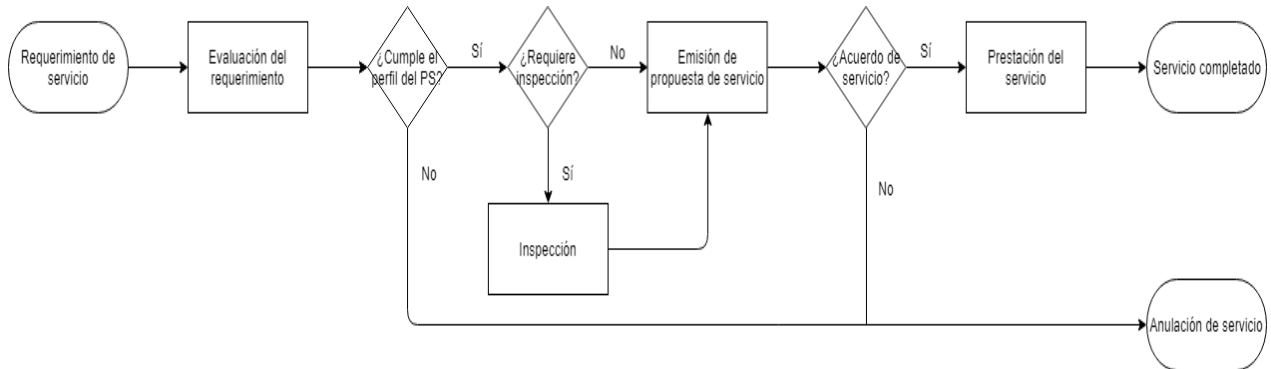 Requerimiento de
servicio
Evaluación del
requerimiento
¿Cumple el
perfil del PS?
Sí
¿Requiere
inspección?
No
Emisión de
propuesta de servicio
¿Acuerdo de
servicio?
Sí
Prestación del
servicio
Servicio completado
No
Sí
No
Inspección
Anulación de servicio